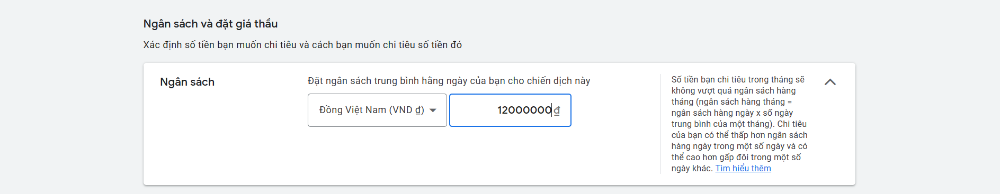 Ngân sách và đặt giá thầu
Xác định số tiền bạn muốn chi tiêu và cách bạn muốn chi tiêu số tiền đó
Ngân sách
Đặt ngân sách trung bình hằng ngày của bạn cho chiến dịch này
Đồng Việt Nam (VND ₫)
12000000₫
Số tiền bạn chi tiêu trong tháng sẽ
không vượt quá ngân sách hàng
tháng (ngân sách hàng tháng =
ngân sách hàng ngày x số ngày
trung bình của một tháng). Chi tiêu
của bạn có thể thấp hơn ngân sách
hàng ngày trong một số ngày và có
thể cao hơn gấp đôi trong một số
ngày khác. Tìm hiểu thêm